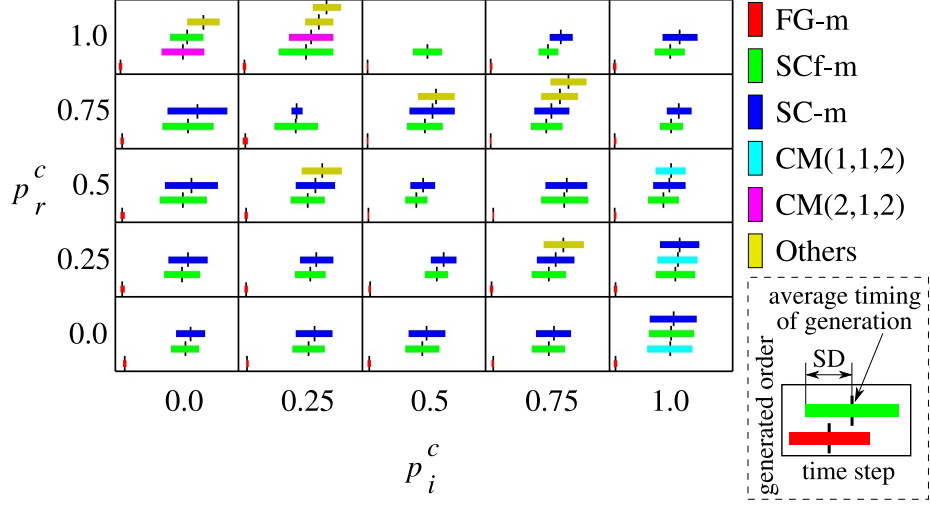 1.0
0.75
0.5
0.25
0.0
p_r^c
0.0 0.25 0.5 0.75 1.0
p_i^c
FG-m
SCf-m
SC-m
CM(1,1,2)
CM(2,1,2)
Others
average timing
of generation
SD
generated order
time step